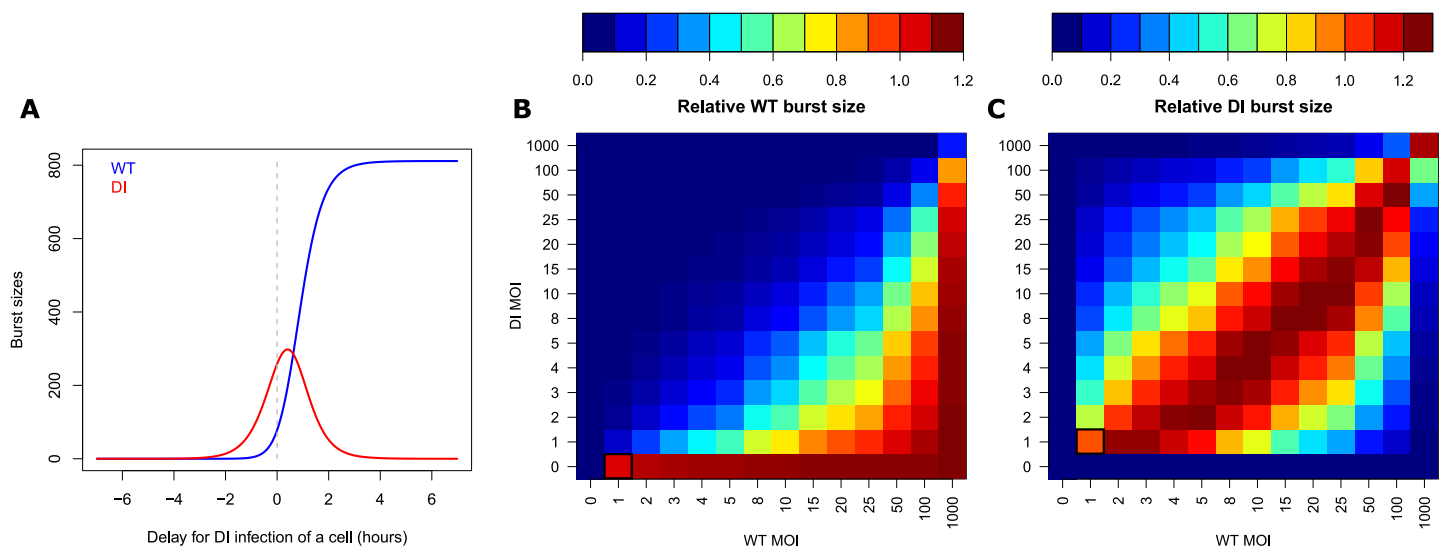 0.0 0.2 0.4 0.6 0.8 1.0 1.2
Relative WT burst size
0.0 0.2 0.4 0.6 0.8 1.0
Relative DI burst size
A
WT
DI
Burst sizes
800
600
400
200
0
−6 −4 −2 0 2 4 6
Delay for DI infection of a cell (hours)
B
DI MOI
1000
100
50
25
20
15
10
8
5
4
3
2
1
0
0 1 2 3 4 5 8 10 15 20 25 50 100 1000
WT MOI
C
1000
100
50
25
20
15
10
8
5
4
3
2
1
0
0 1 2 3 4 5 8 10 15 20 25 50 100 1000
WT MOI